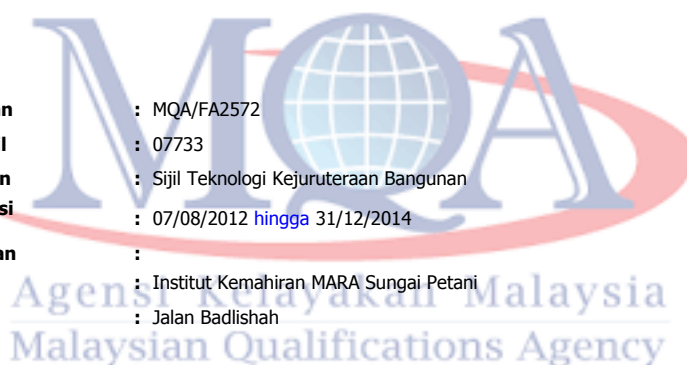 an : MQA/FA2572
l : 07733
n : Sijil Teknologi Kejuruteraan Bangunan
si : 07/08/2012 hingga 31/12/2014
an :
: Institut Kemahiran MARA Sungai Petani
: Jalan Badlishah
MQA
Agensi Kelayakan Malaysia
Malaysian Qualifications Agency